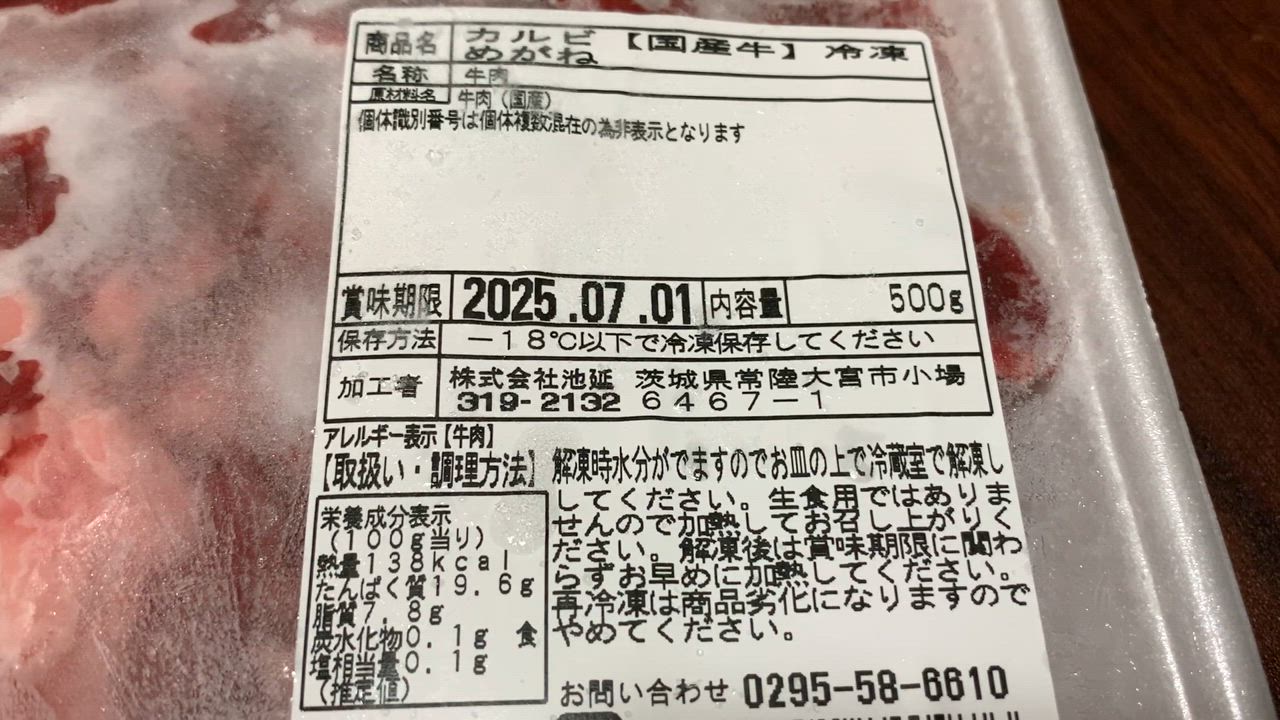 商品名 カルビ【国産牛】冷凍
めがね
名称 牛肉
原材料名 牛肉（国産）
個体識別番号は個体複数混在の為非表示となります
賞味期限 2025.07.01 内容量 500g
保存方法 －18℃以下で冷凍保存してください
加工者 株式会社池延 茨城県常陸大宮市小場
319-2132 6467－1
アレルギー表示【牛肉】
【取扱い・調理方法】解凍時水分がでますのでお皿の上で冷蔵室で解凍し
してください。生食用ではありま
せんので加熱してお召し上がりく
ださい。解凍後は賞味期限に関わ
らずお早めに加熱してください。
再冷凍は商品劣化になりますので
やめてください。
栄養成分表示
（100g当り）
熱量138kcal
たんぱく質19.6g
脂質7.8g
炭水化物0.1g 食
塩相当量0.1g
（推定値）
お問い合わせ 0295-58-6610